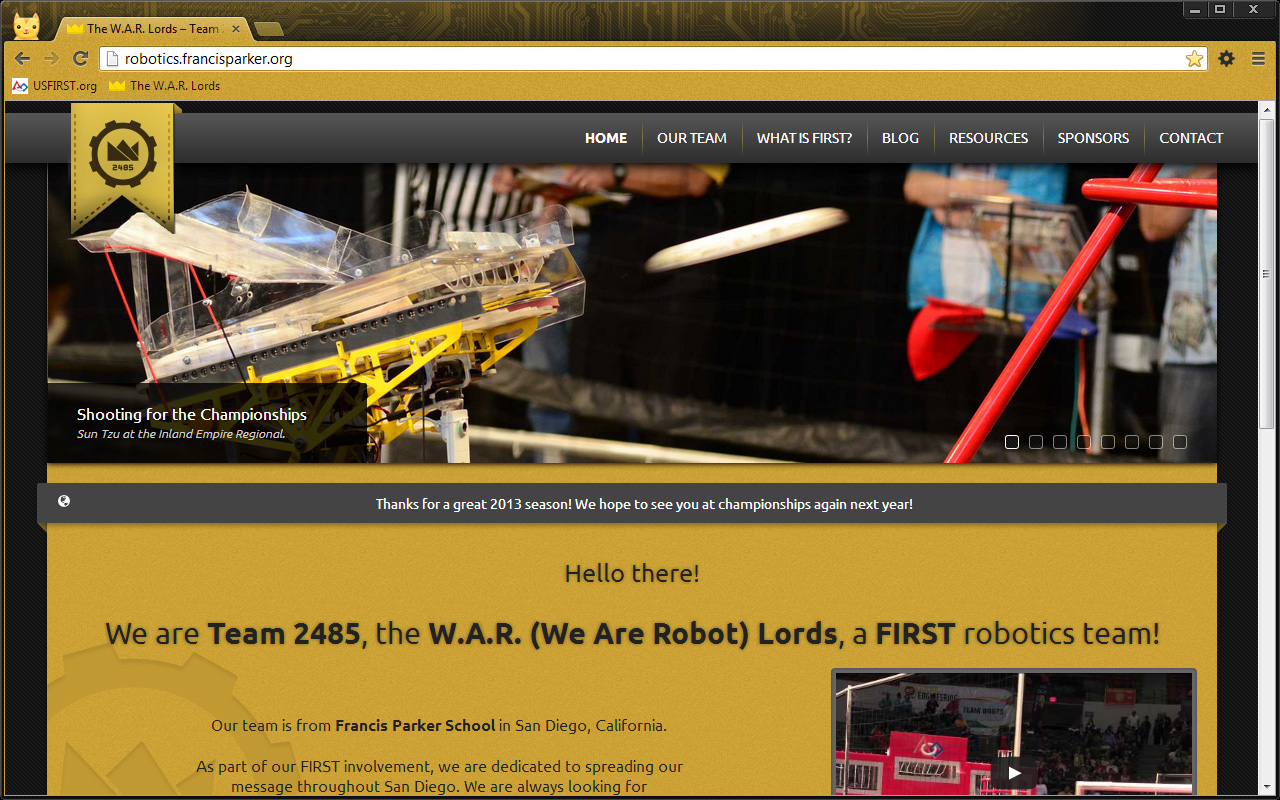 The W.A.R. Lords – Team
robotics.francisparker.org
USFIRST.org
The W.A.R. Lords
2485
HOME
OUR TEAM
WHAT IS FIRST?
BLOG
RESOURCES
SPONSORS
CONTACT
Shooting for the Championships
Sun Tzu at the Inland Empire Regional.
Thanks for a great 2013 season! We hope to see you at championships again next year!
Hello there!
We are Team 2485, the W.A.R. (We Are Robot) Lords, a FIRST robotics team!
Our team is from Francis Parker School in San Diego, California.
As part of our FIRST involvement, we are dedicated to spreading our
message throughout San Diego. We are always looking for